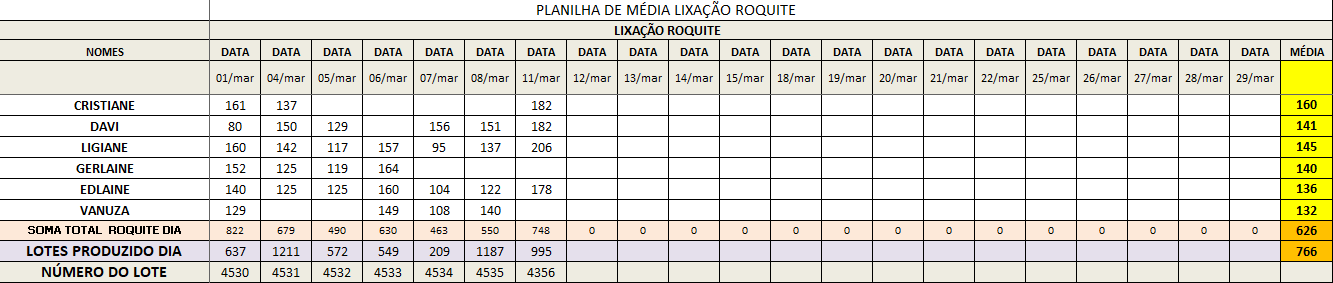 PLANILHA DE MÉDIA LIXAÇÃO ROQUITE
LIXAÇÃO ROQUITE
NOMES DATA DATA DATA DATA DATA DATA DATA DATA DATA DATA DATA DATA DATA DATA DATA DATA DATA DATA DATA DATA DATA MÉDIA
01/mar 04/mar 05/mar 06/mar 07/mar 08/mar 11/mar 12/mar 13/mar 14/mar 15/mar 18/mar 19/mar 20/mar 21/mar 22/mar 25/mar 26/mar 27/mar 28/mar 29/mar
CRISTIANE 161 137 182 160
DAVI 80 150 129 156 151 182 141
LIGIANE 160 142 117 157 95 137 206 145
GERLAINE 152 125 119 164 140
EDLAINE 140 125 125 160 104 122 178 136
VANUZA 129 149 108 140 132
SOMA TOTAL ROQUITE DIA 822 679 490 630 463 550 748 0 0 0 0 0 0 0 0 0 0 0 0 0 0 626
LOTES PRODUZIDO DIA 637 1211 572 549 209 1187 995 766
NÚMERO DO LOTE 4530 4531 4532 4533 4534 4535 4356